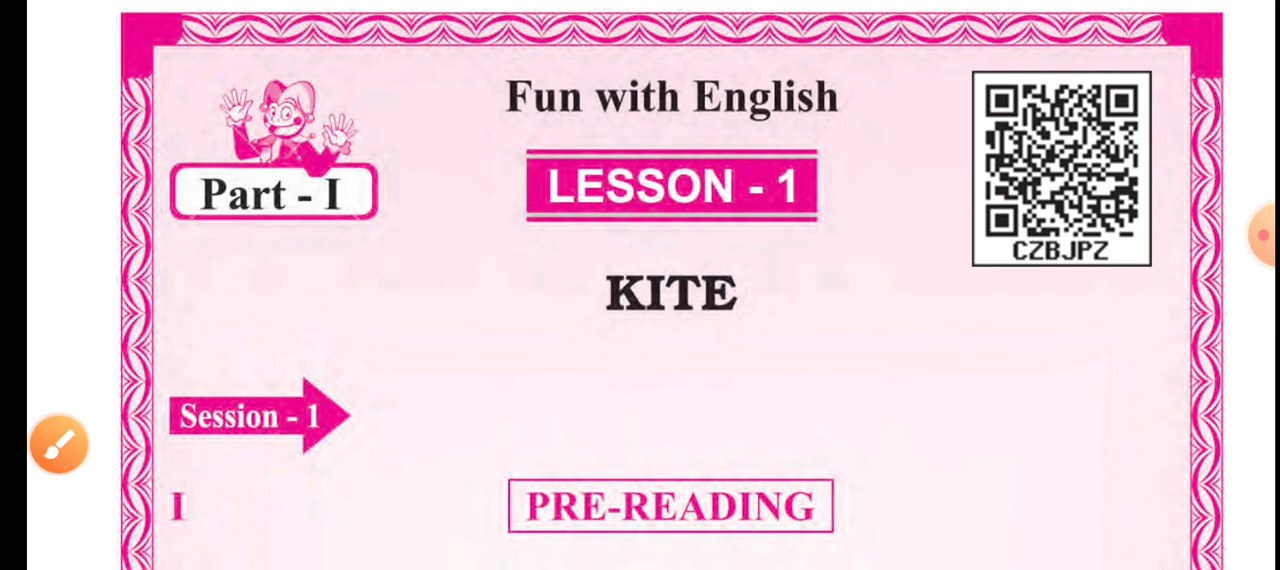 Fun with English
Part - I
LESSON - 1
CZBJPZ
KITE
Session - 1
I
PRE-READING